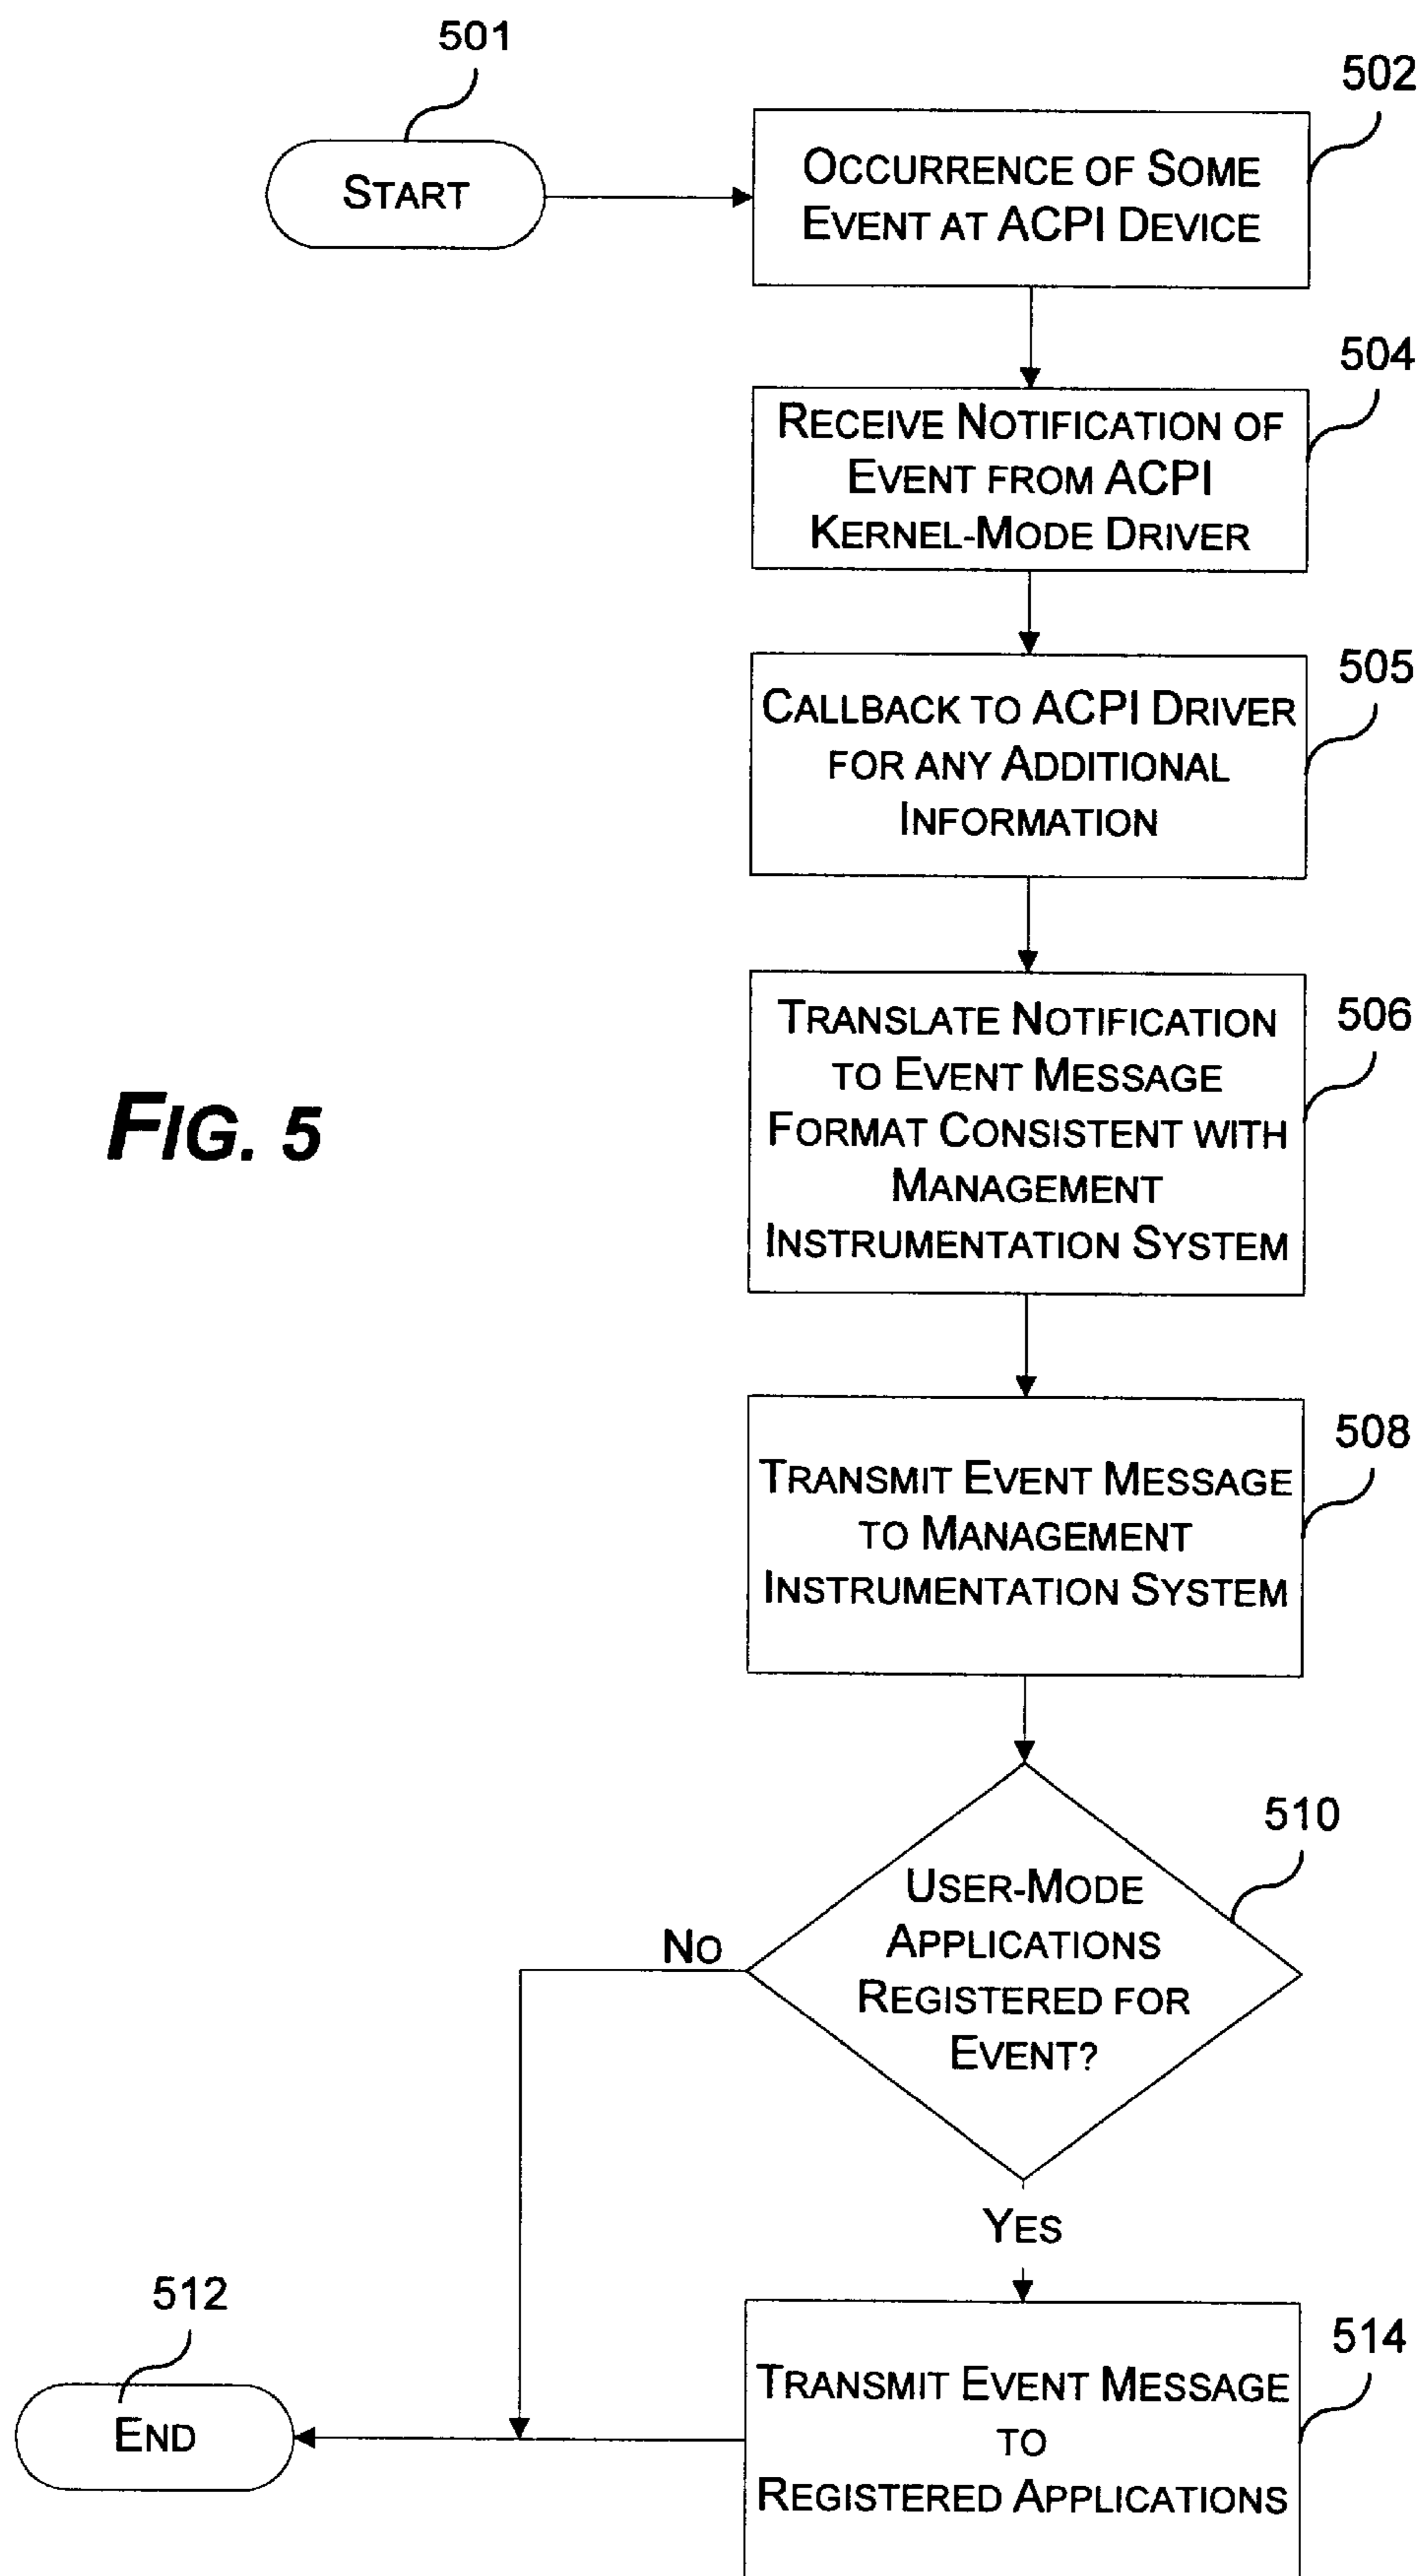 501
START
502
OCCURRENCE OF SOME
EVENT AT ACPI DEVICE
504
RECEIVE NOTIFICATION OF
EVENT FROM ACPI
KERNEL-MODE DRIVER
505
CALLBACK TO ACPI DRIVER
FOR ANY ADDITIONAL
INFORMATION
506
TRANSLATE NOTIFICATION
TO EVENT MESSAGE
FORMAT CONSISTENT WITH
MANAGEMENT
INSTRUMENTATION SYSTEM
FIG. 5
508
TRANSMIT EVENT MESSAGE
TO MANAGEMENT
INSTRUMENTATION SYSTEM
510
USER-MODE
APPLICATIONS
REGISTERED FOR
EVENT?
NO
YES
512
END
514
TRANSMIT EVENT MESSAGE
TO
REGISTERED APPLICATIONS